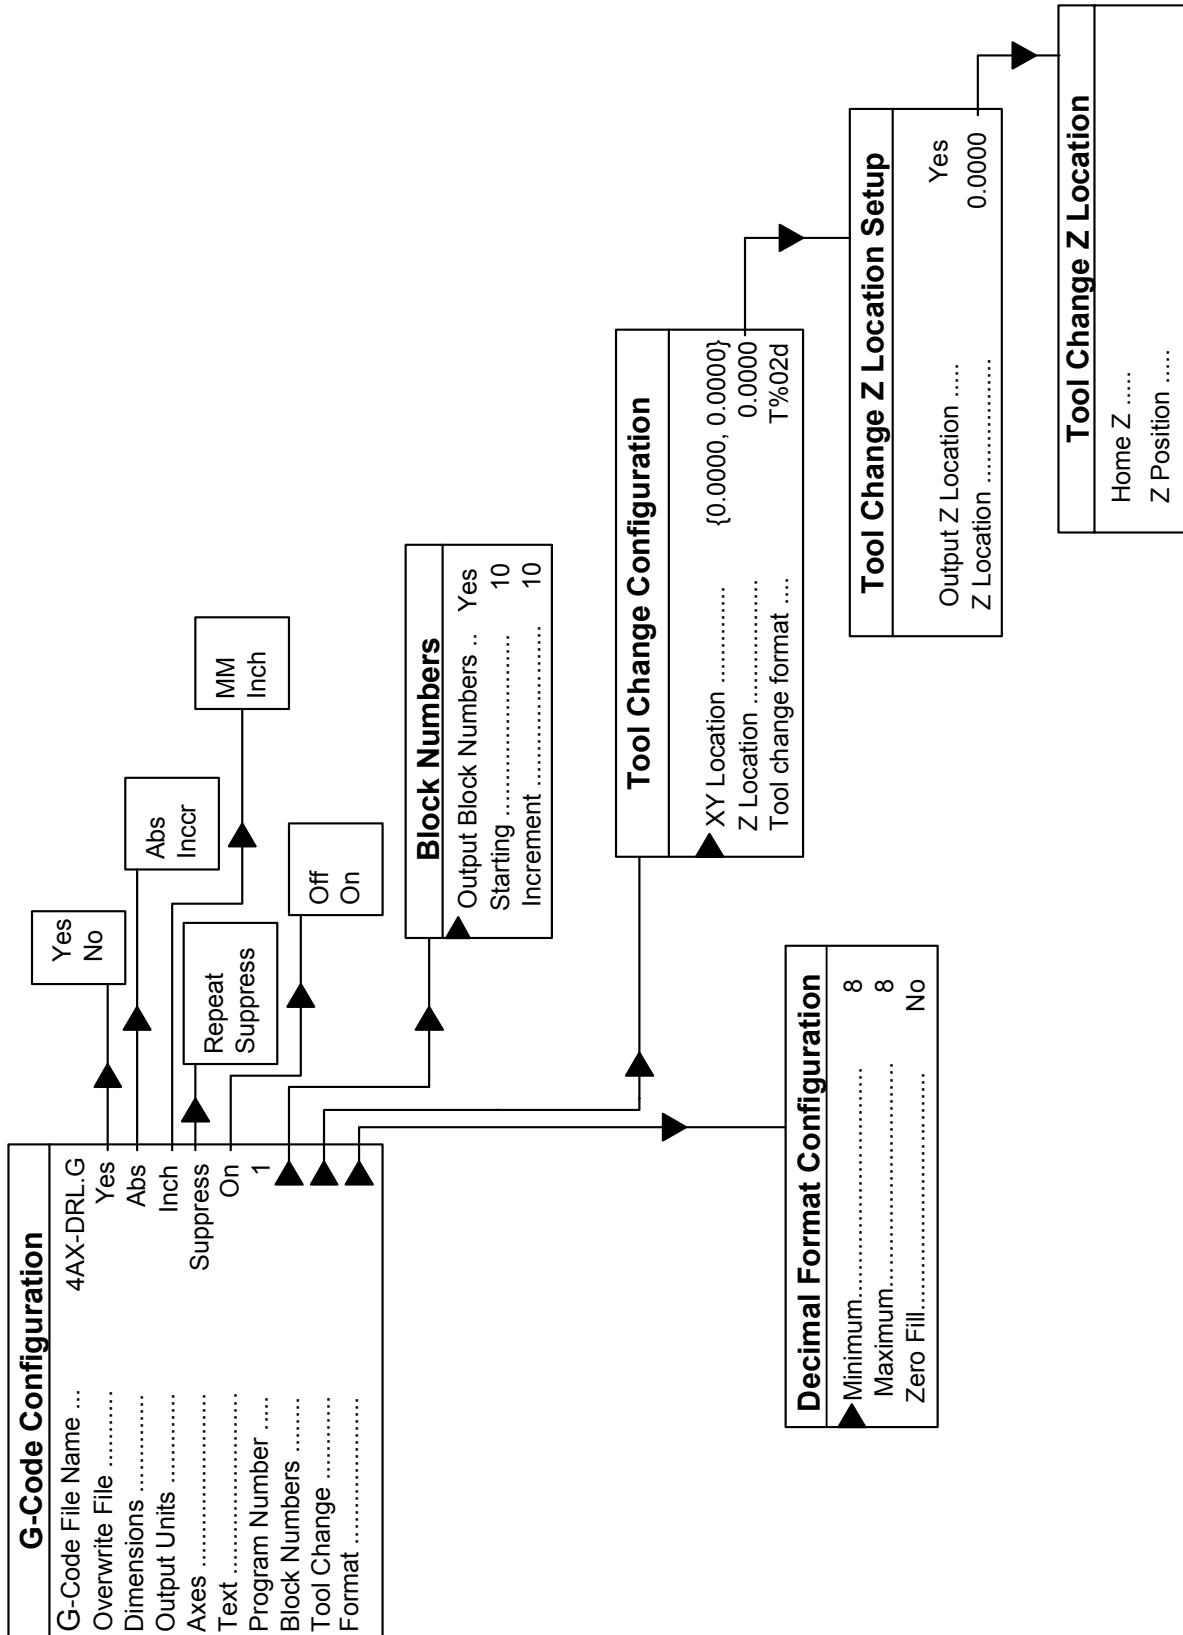 G-Code Configuration
G-Code File Name ... 4AX-DRL.G
Overwrite File ............ Yes
Dimensions ............ Abs
Output Units ............ Inch
Axes ...................... Suppress
Text ........................ On
Program Number ..... 1
Block Numbers ........
Tool Change ............
Format ....................
Yes
No
Abs
Inccr
MM
Inch
Repeat
Suppress
Off
On
Block Numbers
Output Block Numbers .. Yes
Starting ........................ 10
Increment ........................ 10
Tool Change Configuration
XY Location ............... {0.0000, 0.0000}
Z Location ................. 0.0000
Tool change format .... T%02d
Decimal Format Configuration
Minimum............................ 8
Maximum............................ 8
Zero Fill.............................. No
Tool Change Z Location Setup
Output Z Location ..... Yes
Z Location .................. 0.0000
Tool Change Z Location
Home Z .....
Z Position .....